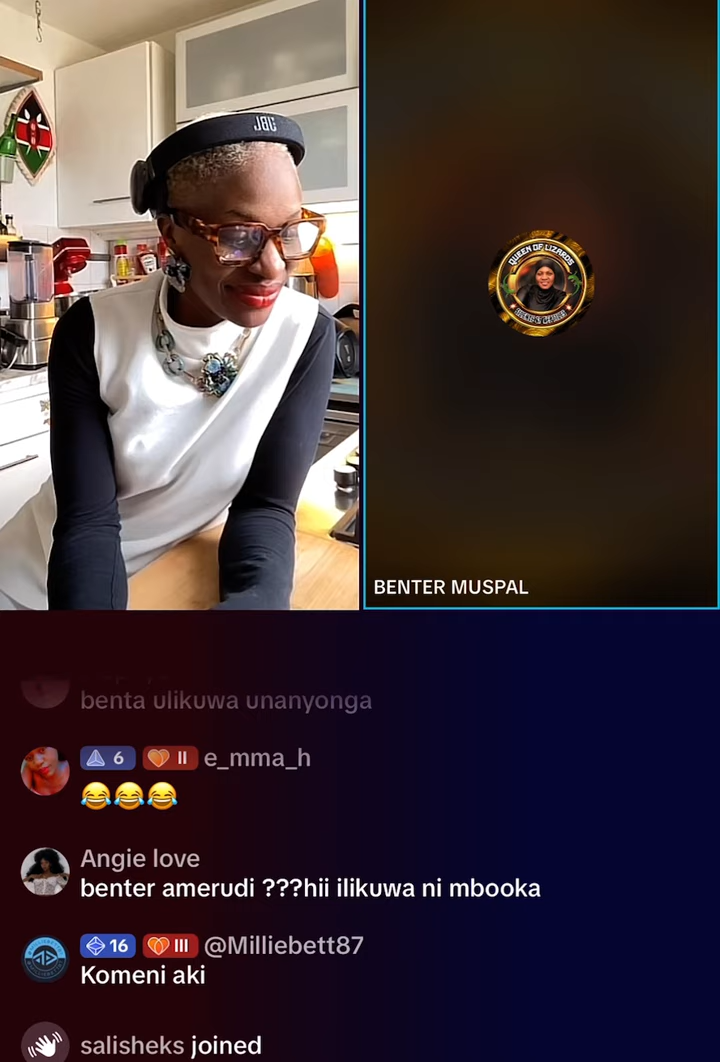 JBL
QUEEN OF LIZARDS
BENTER MUSPAL
benta ulikuwa unanyonga
6 II e_mma_h
😂😂😂
Angie love
benter amerudi ???hii ilikuwa ni mbooka
16 III @Milliebett87
Komeni aki
salisheks joined